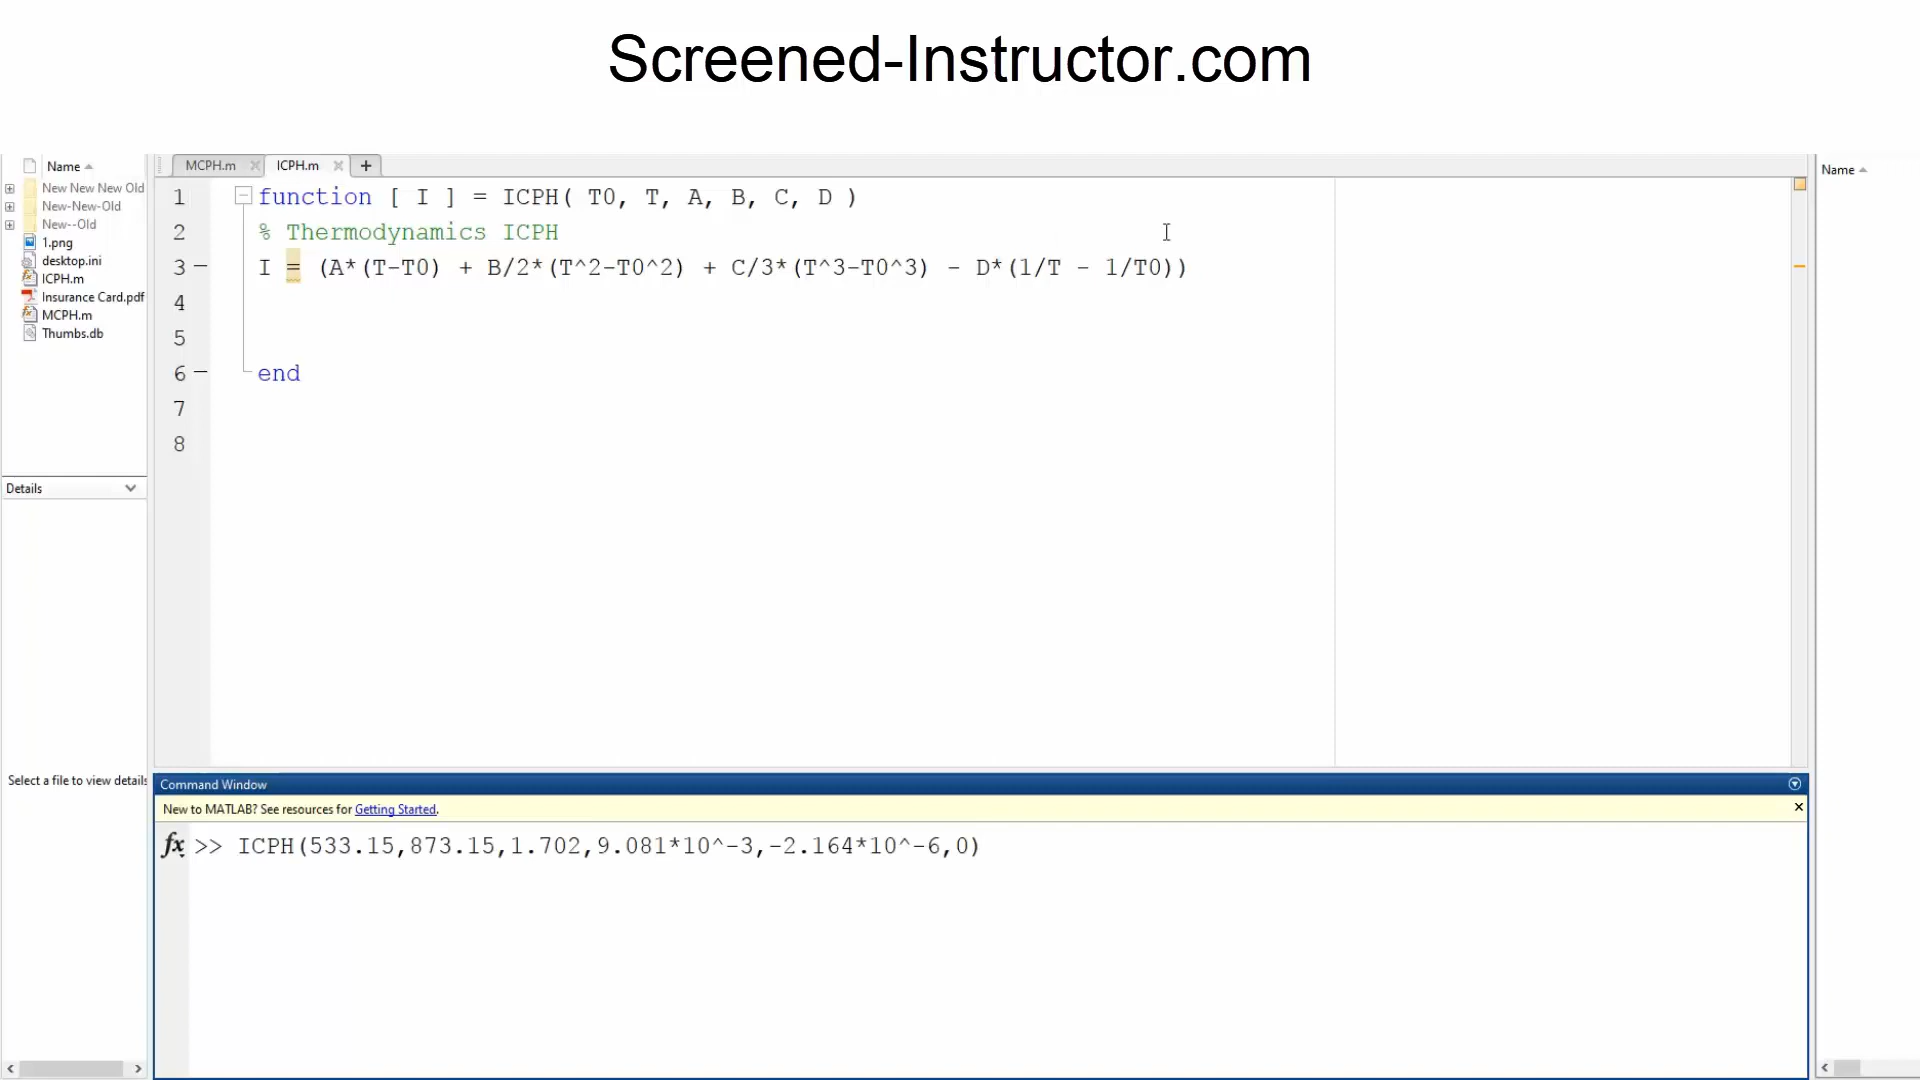 Screened-Instructor.com
Name
New New New Old
New-New-Old
New--Old
1.png
desktop.ini
ICPH.m
Insurance Card.pdf
MCPH.m
Thumbs.db
Details
Select a file to view details
MCPH.m ICPH.m +
1 function [ I ] = ICPH( T0, T, A, B, C, D )
2 % Thermodynamics ICPH
3 I = (A*(T-T0) + B/2*(T^2-T0^2) + C/3*(T^3-T0^3) - D*(1/T - 1/T0))
4
5
6 end
7
8
Command Window
New to MATLAB? See resources for Getting Started.
fx >> ICPH(533.15,873.15,1.702,9.081*10^-3,-2.164*10^-6,0)
Name